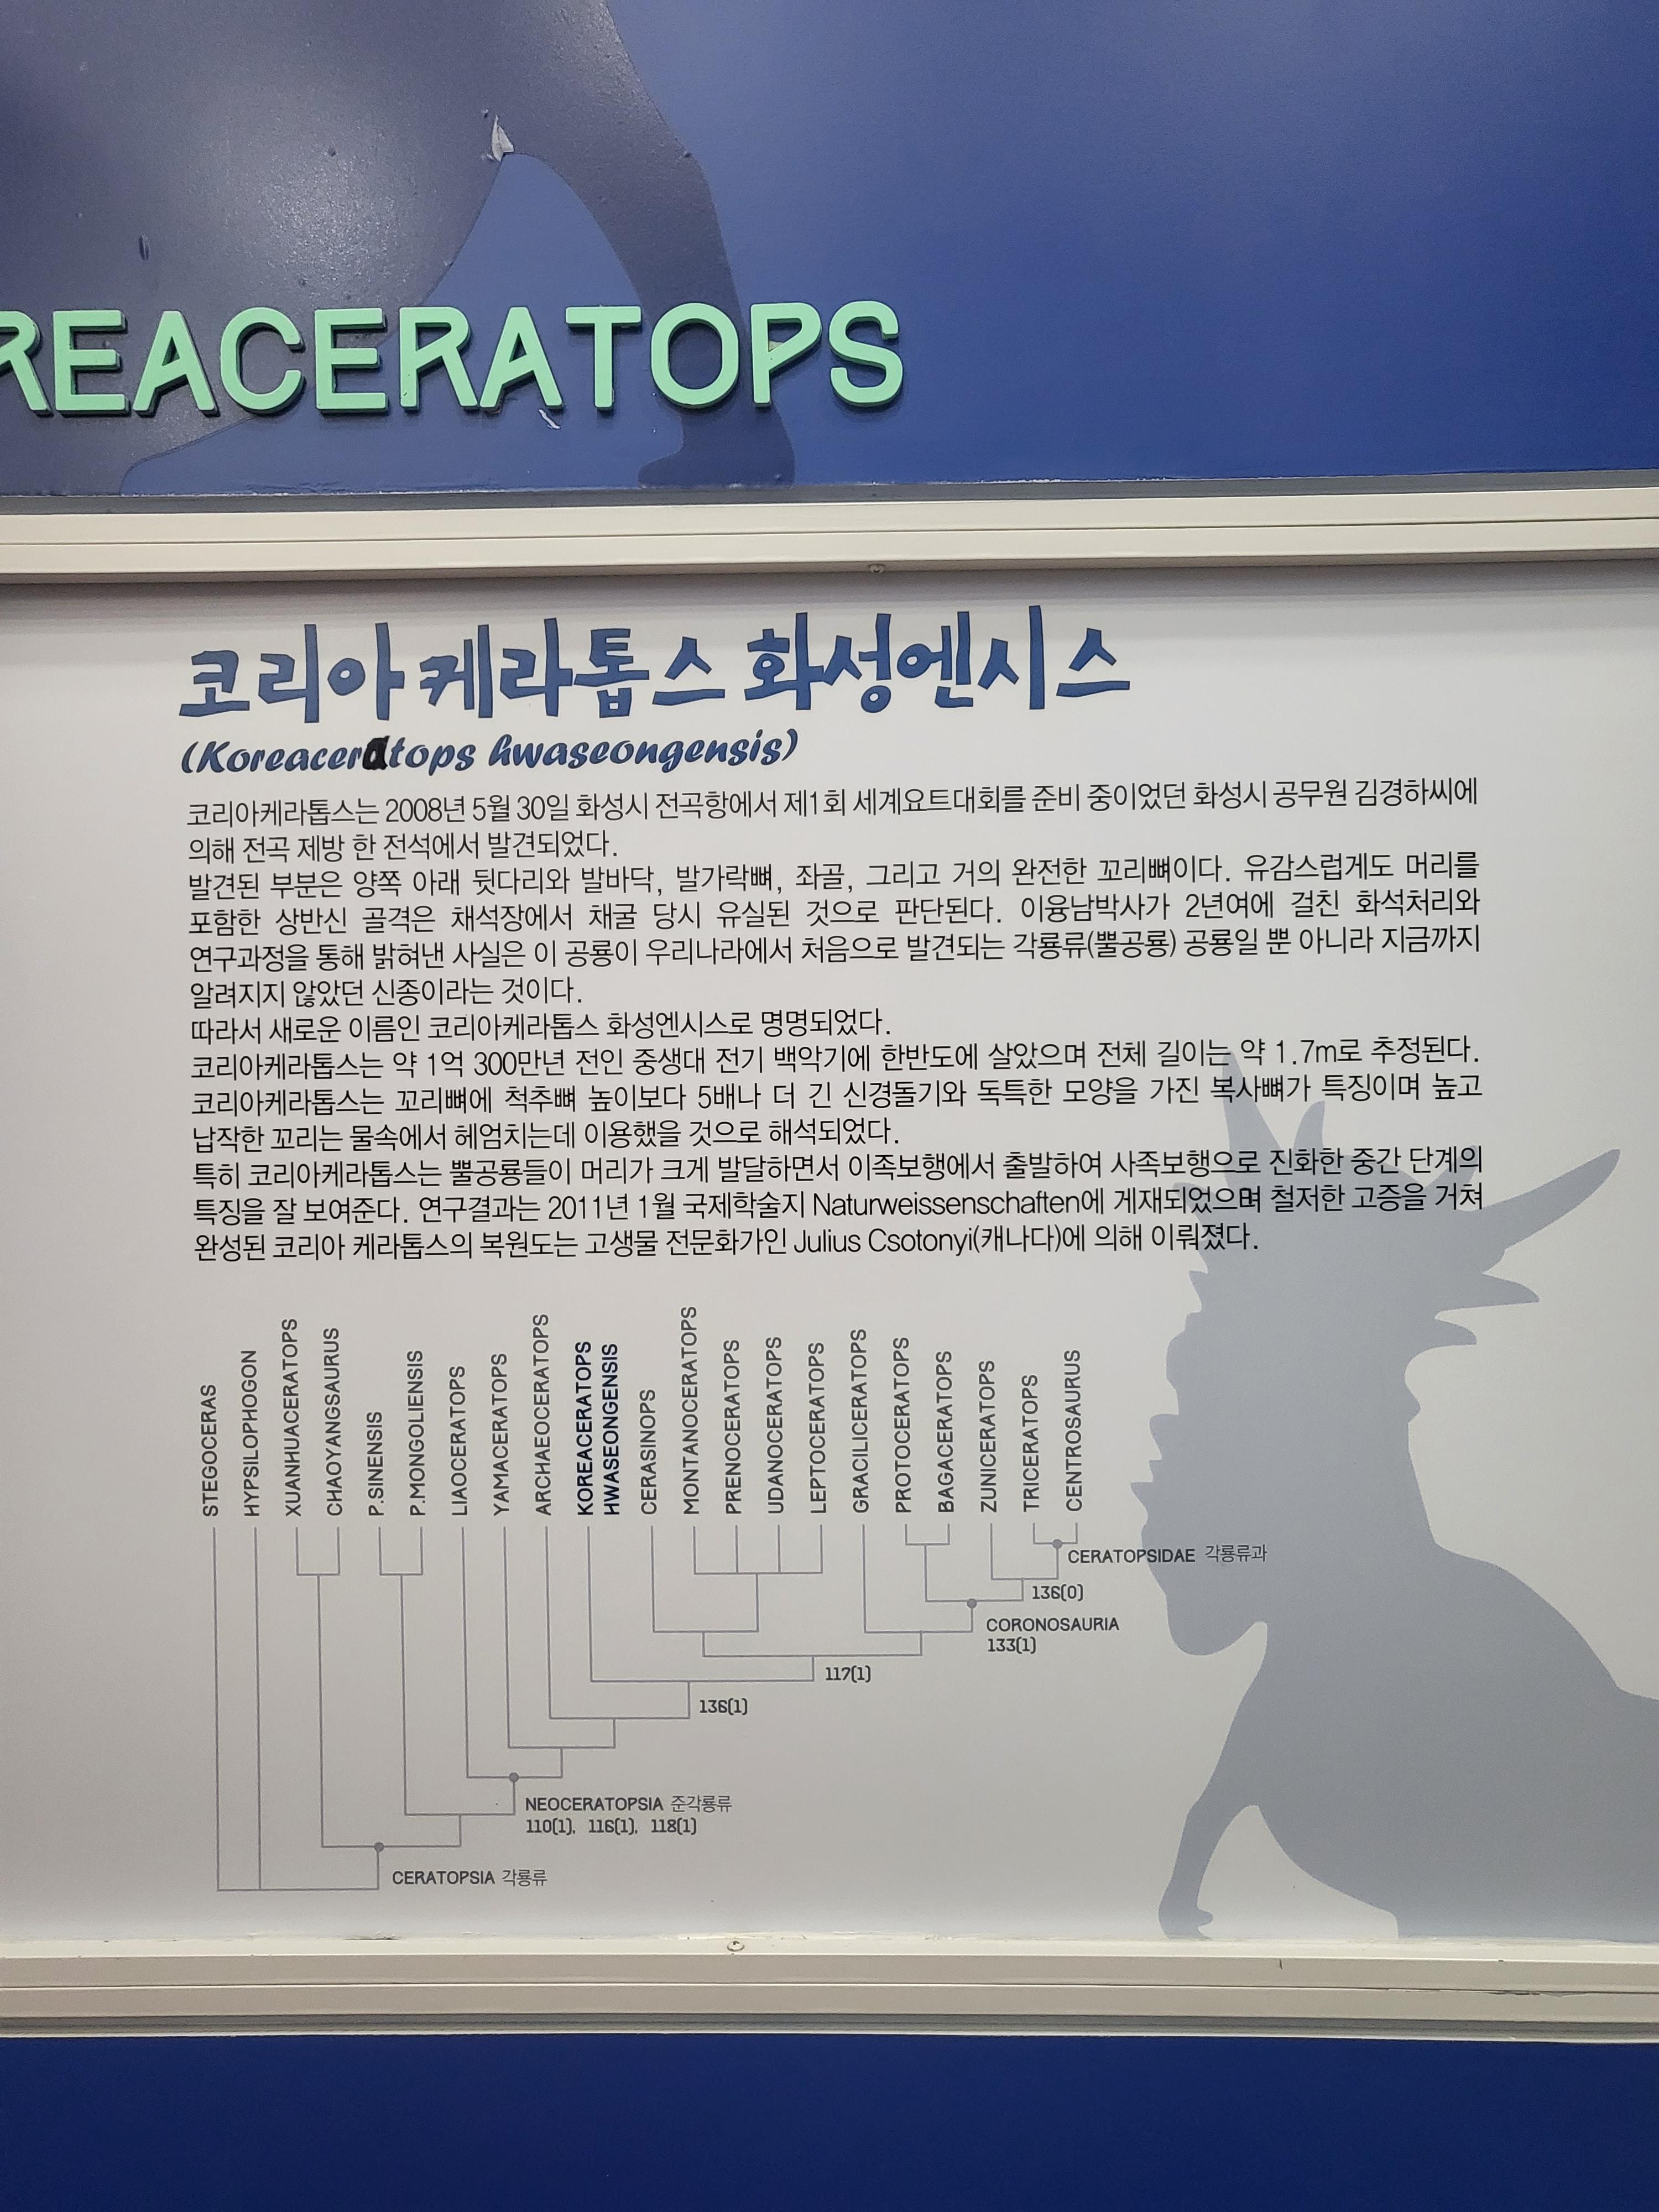 REACERATOPS
코리아케라톱스 화성엔시스
(Koreaceratops hwaseongensis)
코리아케라톱스는 2008년 5월 30일 화성시 전곡항에서 제1회 세계요트대회를 준비 중이었던 화성시 공무원 김경하씨에
의해 전곡 제방 한 전석에서 발견되었다.
발견된 부분은 양쪽 아래 뒷다리와 발바닥, 발가락뼈, 좌골, 그리고 거의 완전한 꼬리뼈이다. 유감스럽게도 머리를
포함한 상반신 골격은 채석장에서 채굴 당시 유실된 것으로 판단된다. 이융남박사가 2년여에 걸친 화석처리와
연구과정을 통해 밝혀낸 사실은 이 공룡이 우리나라에서 처음으로 발견되는 각룡류(뿔공룡) 공룡일 뿐 아니라 지금까지
알려지지 않았던 신종이라는 것이다.
따라서 새로운 이름인 코리아케라톱스 화성엔시스로 명명되었다.
코리아케라톱스는 약 1억 300만년 전인 중생대 전기 백악기에 한반도에 살았으며 전체 길이는 약 1.7m로 추정된다.
코리아케라톱스는 꼬리뼈에 척추뼈 높이보다 5배나 더 긴 신경돌기와 독특한 모양을 가진 복사뼈가 특징이며 높고
납작한 꼬리는 물속에서 헤엄치는데 이용했을 것으로 해석되었다.
특히 코리아케라톱스는 뿔공룡들이 머리가 크게 발달하면서 이족보행에서 출발하여 사족보행으로 진화한 중간 단계의
특징을 잘 보여준다. 연구결과는 2011년 1월 국제학술지 Naturweissenschaften에 게재되었으며 철저한 고증을 거쳐
완성된 코리아 케라톱스의 복원도는 고생물 전문화가인 Julius Csotonyi(캐나다)에 의해 이뤄졌다.
STEGOCERAS
HYPSILOPHOGON
XUANHUACERATOPS
CHAOYANGSAURUS
P.SINENSIS
P.MONGOLIENSIS
LIAOCERATOPS
YAMACERATOPS
ARCHAEOCERATOPS
KOREACERATOPS
HWASEONGENSIS
CERASINOPS
MONTANOCERATOPS
PRENOCERATOPS
UDANOCERATOPS
LEPTOCERATOPS
GRACILICERATOPS
PROTOCERATOPS
BAGACERATOPS
ZUNICERATOPS
TRICERATOPS
CENTROSAURUS
CERATOPSIDAE 각룡류과
136(0)
CORONOSAURIA
133(1)
117(1)
136(1)
NEOCERATOPSIA 준각룡류
110(1), 116(1), 118(1)
CERATOPSIA 각룡류